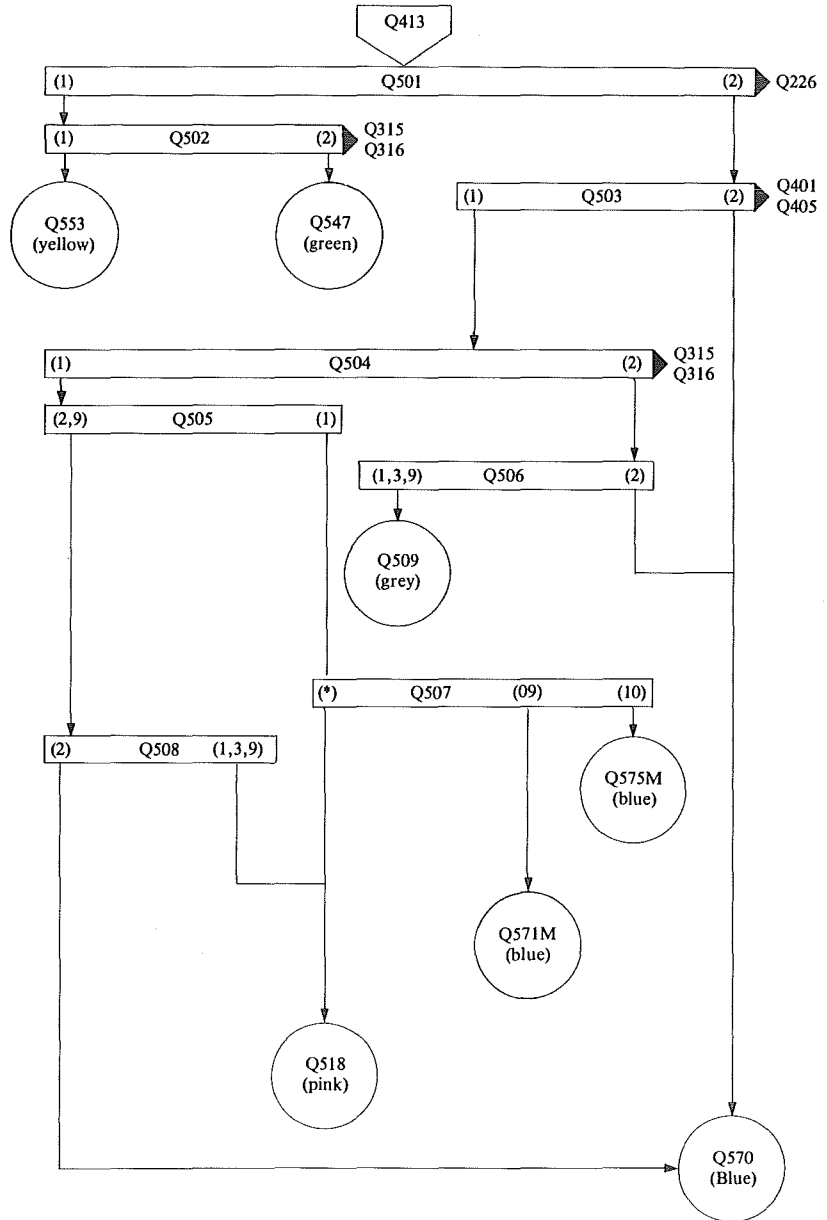 Q413
(1) Q501 (2) Q226
(1) Q502 (2) Q315
Q316
Q553
(yellow)
Q547
(green)
(1) Q503 (2) Q401
Q405
(1) Q504 (2) Q315
Q316
(2,9) Q505 (1)
(1,3,9) Q506 (2)
Q509
(grey)
(*) Q507 (09) (10)
(2) Q508 (1,3,9)
Q575M
(blue)
Q571M
(blue)
Q518
(pink)
Q570
(Blue)